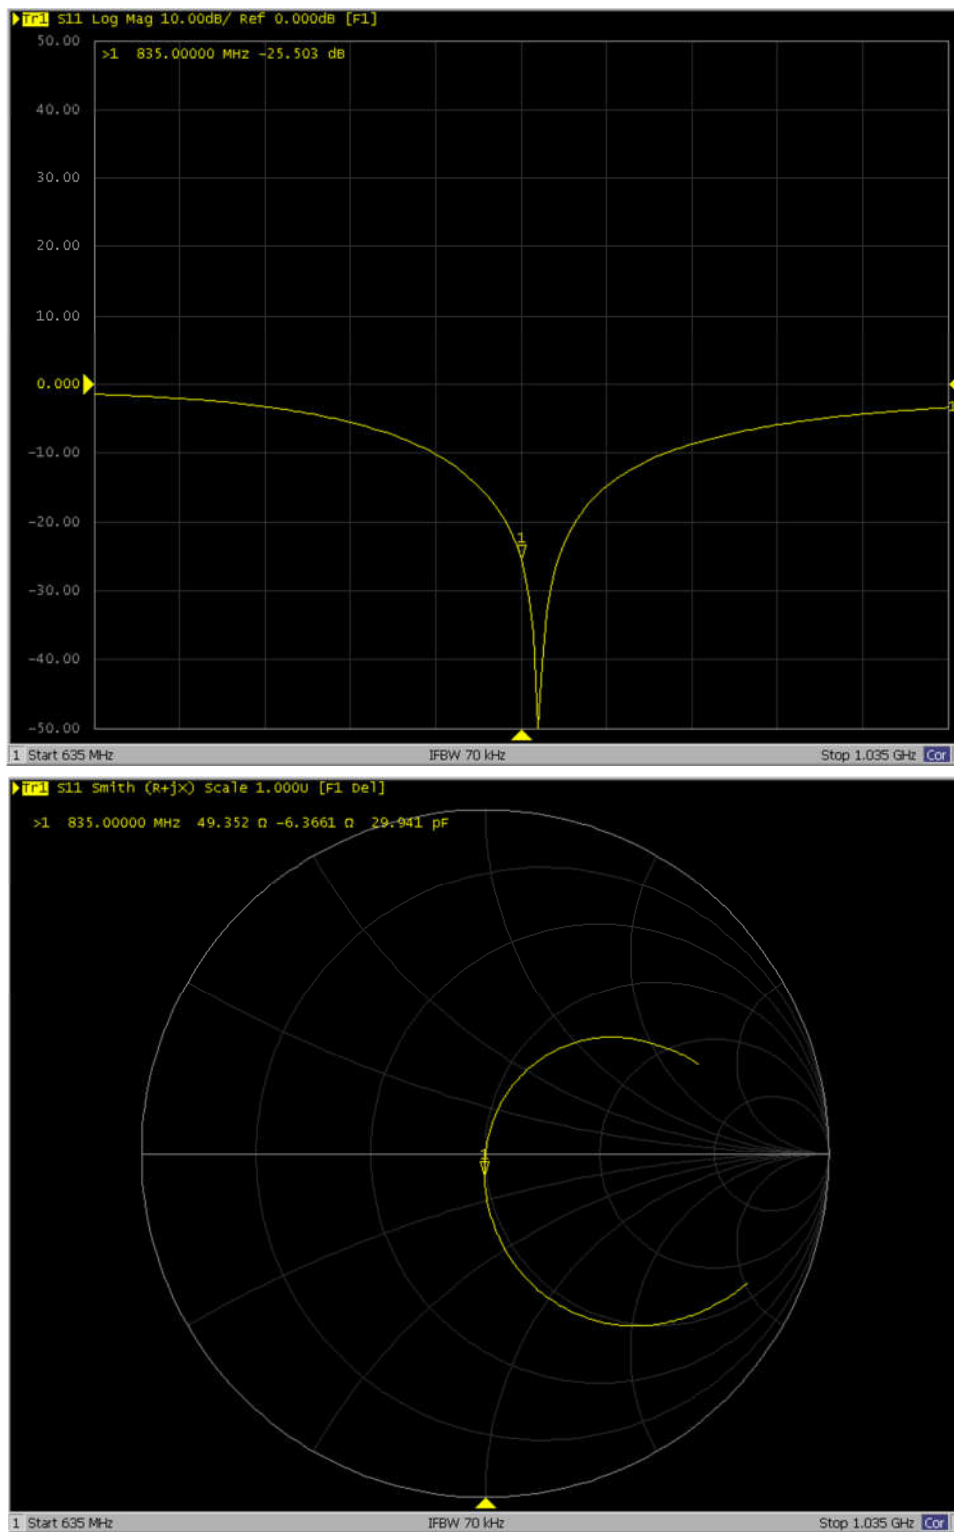 Tr1 S11 Log Mag 10.00dB/ Ref 0.000dB [F1]
50.00
>1 835.00000 MHz -25.503 dB
40.00
30.00
20.00
10.00
0.000
1
-10.00
-20.00
1
-30.00
-40.00
-50.00
1 Start 635 MHz IFBW 70 kHz Stop 1.035 GHz Cor
Tr1 S11 Smith (R+jX) Scale 1.000U [F1 Del]
>1 835.00000 MHz 49.352 Ω -6.3661 Ω 29.941 pF
1
1 Start 635 MHz IFBW 70 kHz Stop 1.035 GHz Cor